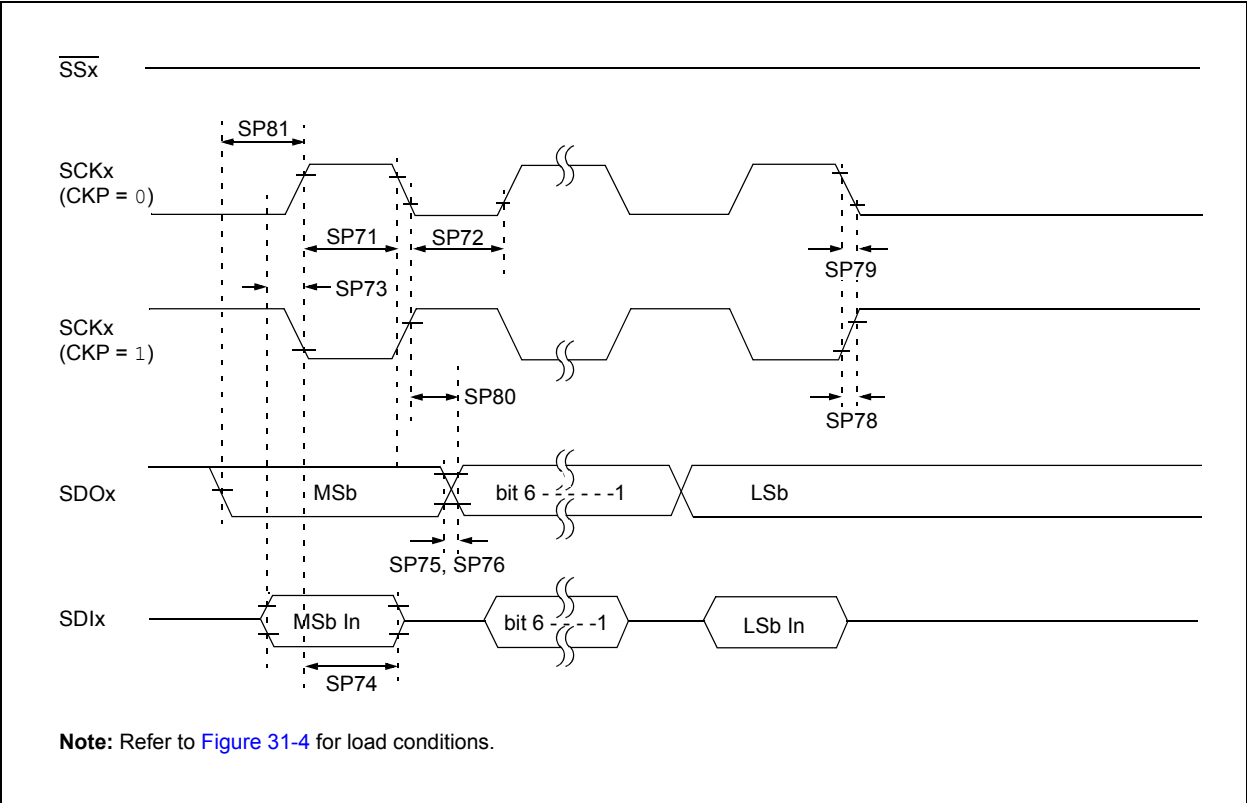 SSx
SP81
SCKx
(CKP = 0)
SP71
SP72
SP79
SP73
SCKx
(CKP = 1)
SP80
SP78
SDOx
MSb
bit 6 - - - - - -1
LSb
SP75, SP76
SDIx
MSb In
bit 6 - - - - -1
LSb In
SP74
Note: Refer to Figure 31-4 for load conditions.